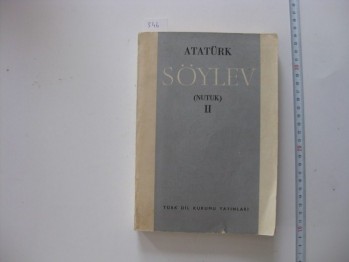 ATATÜRK
SÖYLEV
(NUTUK)
II
TÜRK DİL KURUMU YAYINLARI